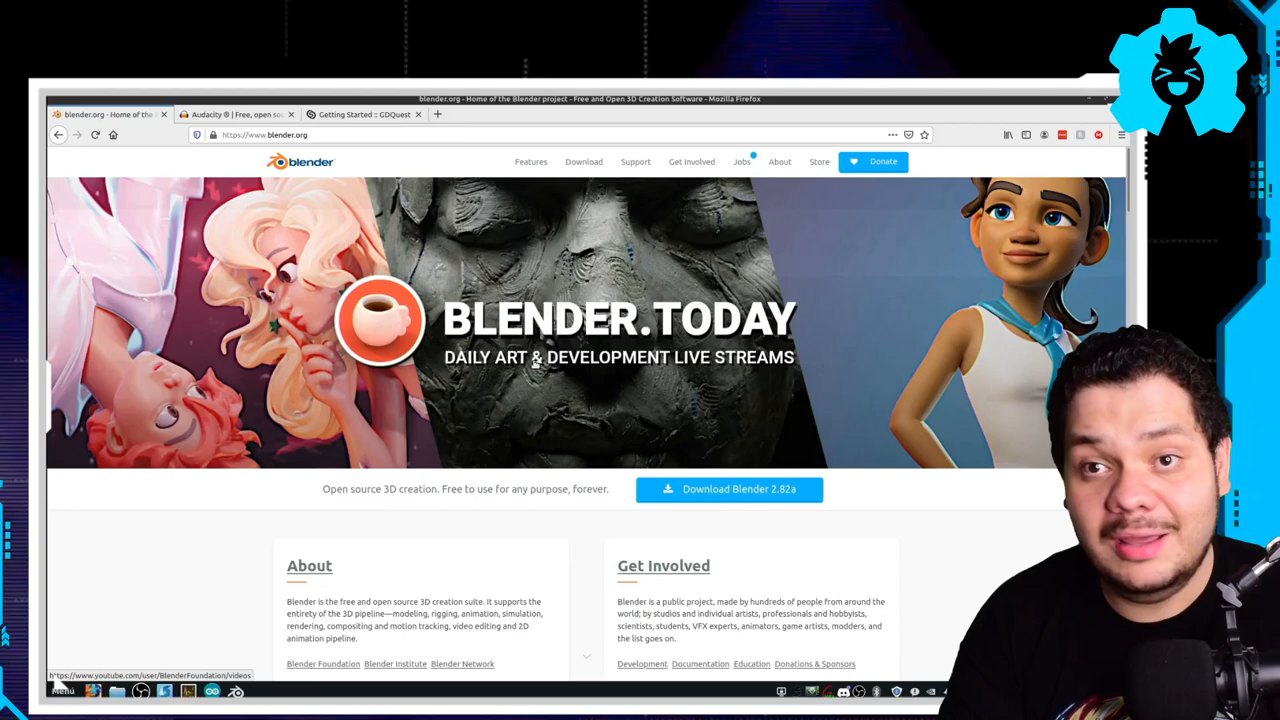 blender.org - Home of the Blender project - Free and Open 3D Creation Software - Mozilla Firefox
blender.org - Home of the
Audacity ® | Free, open so
Getting Started :: GDQuest
https://www.blender.org
blender
Features
Download
Support
Get Involved
Jobs
About
Store
Donate
BLENDER.TODAY
DAILY ART & DEVELOPMENT LIVE STREAMS
Open source 3D creation. Free to use for any purpose, forever.
Download Blender 2.82a
About
Blender is the free and open source 3D creation suite. It supports the
entirety of the 3D pipeline—modeling, rigging, animation, simulation,
rendering, compositing and motion tracking, video editing and 2D
animation pipeline.
Blender Foundation Blender Institute Blender Network
Get Involved
Blender is a public project, made by hundreds of people from around the
world; by studios and individual artists, professionals and hobbyists,
scientists, students, VFX experts, animators, game artists, modders, and
the list goes on.
Development Documentation Education Donations & Sponsors
https://www.youtube.com/user/BlenderFoundation/videos
Menu